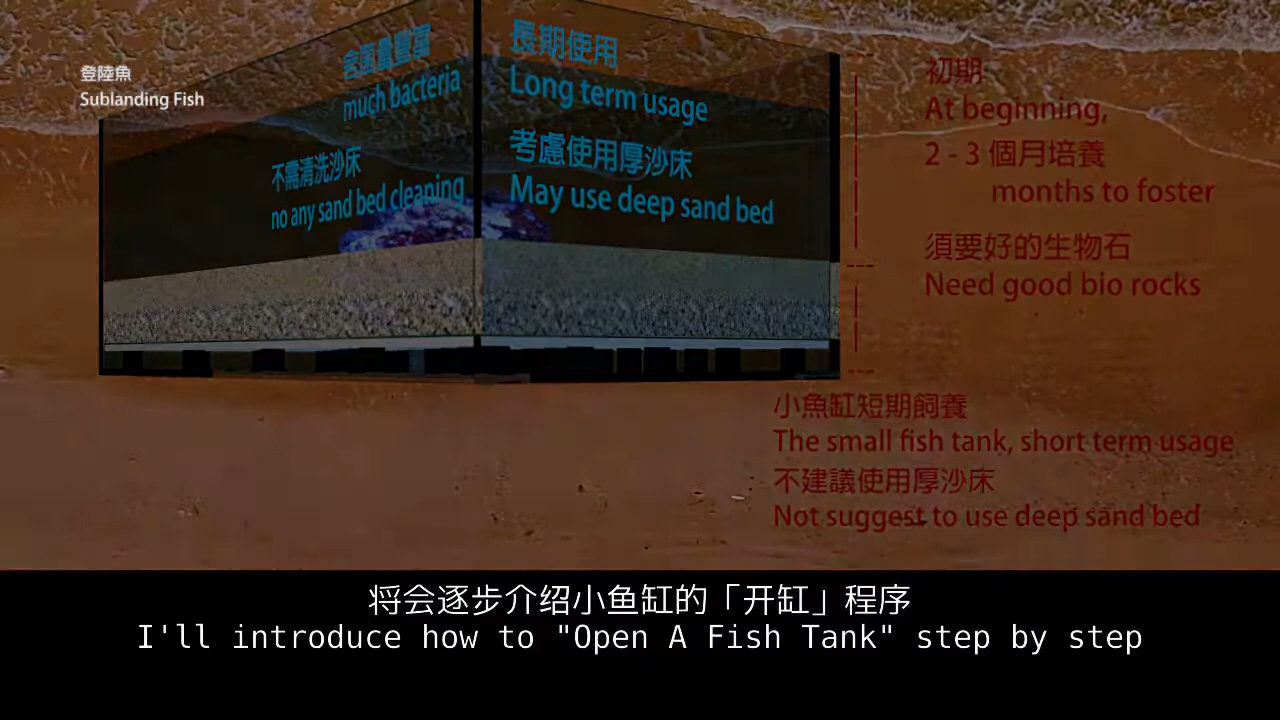 登陸魚
Sublanding Fish
含菌量豐富
much bacteria
不需清洗沙床
no any sand bed cleaning
長期使用
Long term usage
考慮使用厚沙床
May use deep sand bed
初期
At beginning,
2 - 3 個月培養
months to foster
須要好的生物石
Need good bio rocks
小魚缸短期飼養
The small fish tank, short term usage
不建議使用厚沙床
Not suggest to use deep sand bed
将会逐步介绍小鱼缸的「开缸」程序
I'll introduce how to "Open A Fish Tank" step by step